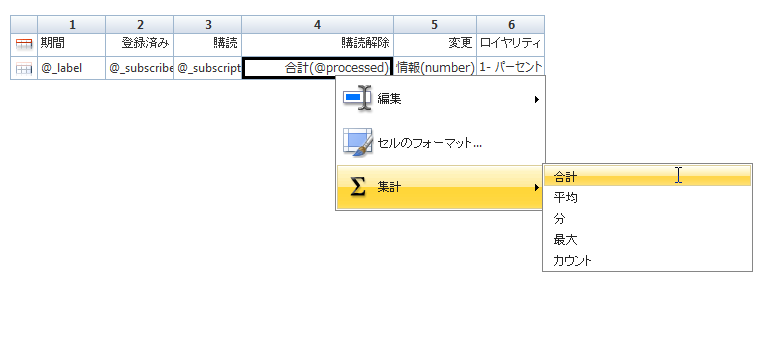 1 2 3 4 5 6
期間 登録済み 購読 購読解除 変更 ロイヤリティ
@_label @_subscribe @_subscript 合計(@processed) 情報(number) 1- パーセント
編集
セルのフォーマット...
Σ 集計
合計
平均
分
最大
カウント